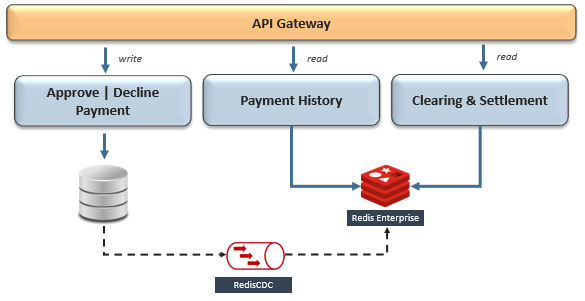 API Gateway
write
read
read
Approve | Decline
Payment
Payment History
Clearing & Settlement
Redis Enterprise
RedisCDC